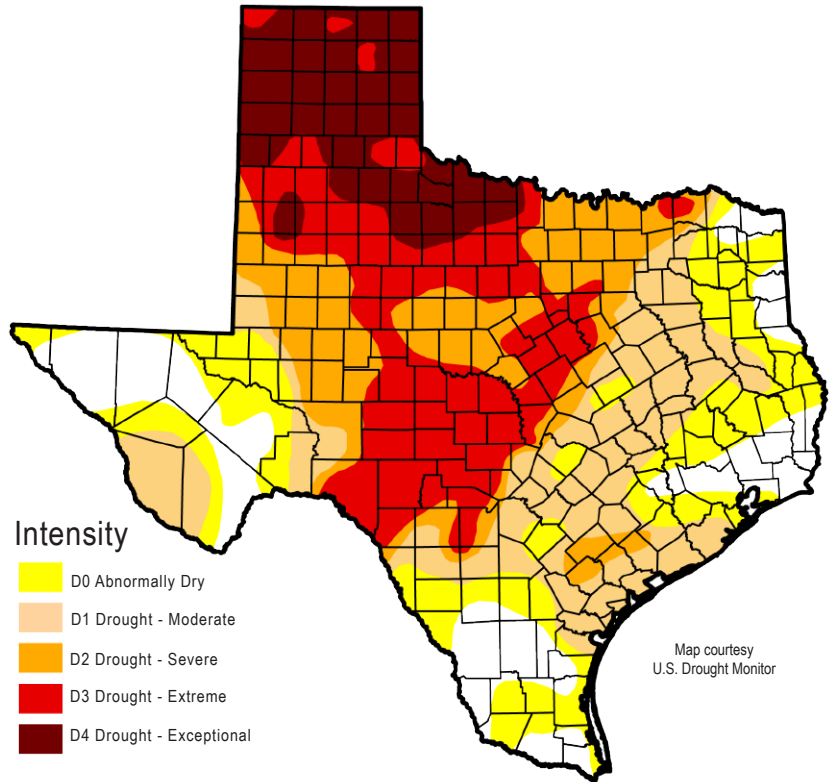 Intensity
D0 Abnormally Dry
D1 Drought - Moderate
D2 Drought - Severe
D3 Drought - Extreme
D4 Drought - Exceptional
Map courtesy
U.S. Drought Monitor